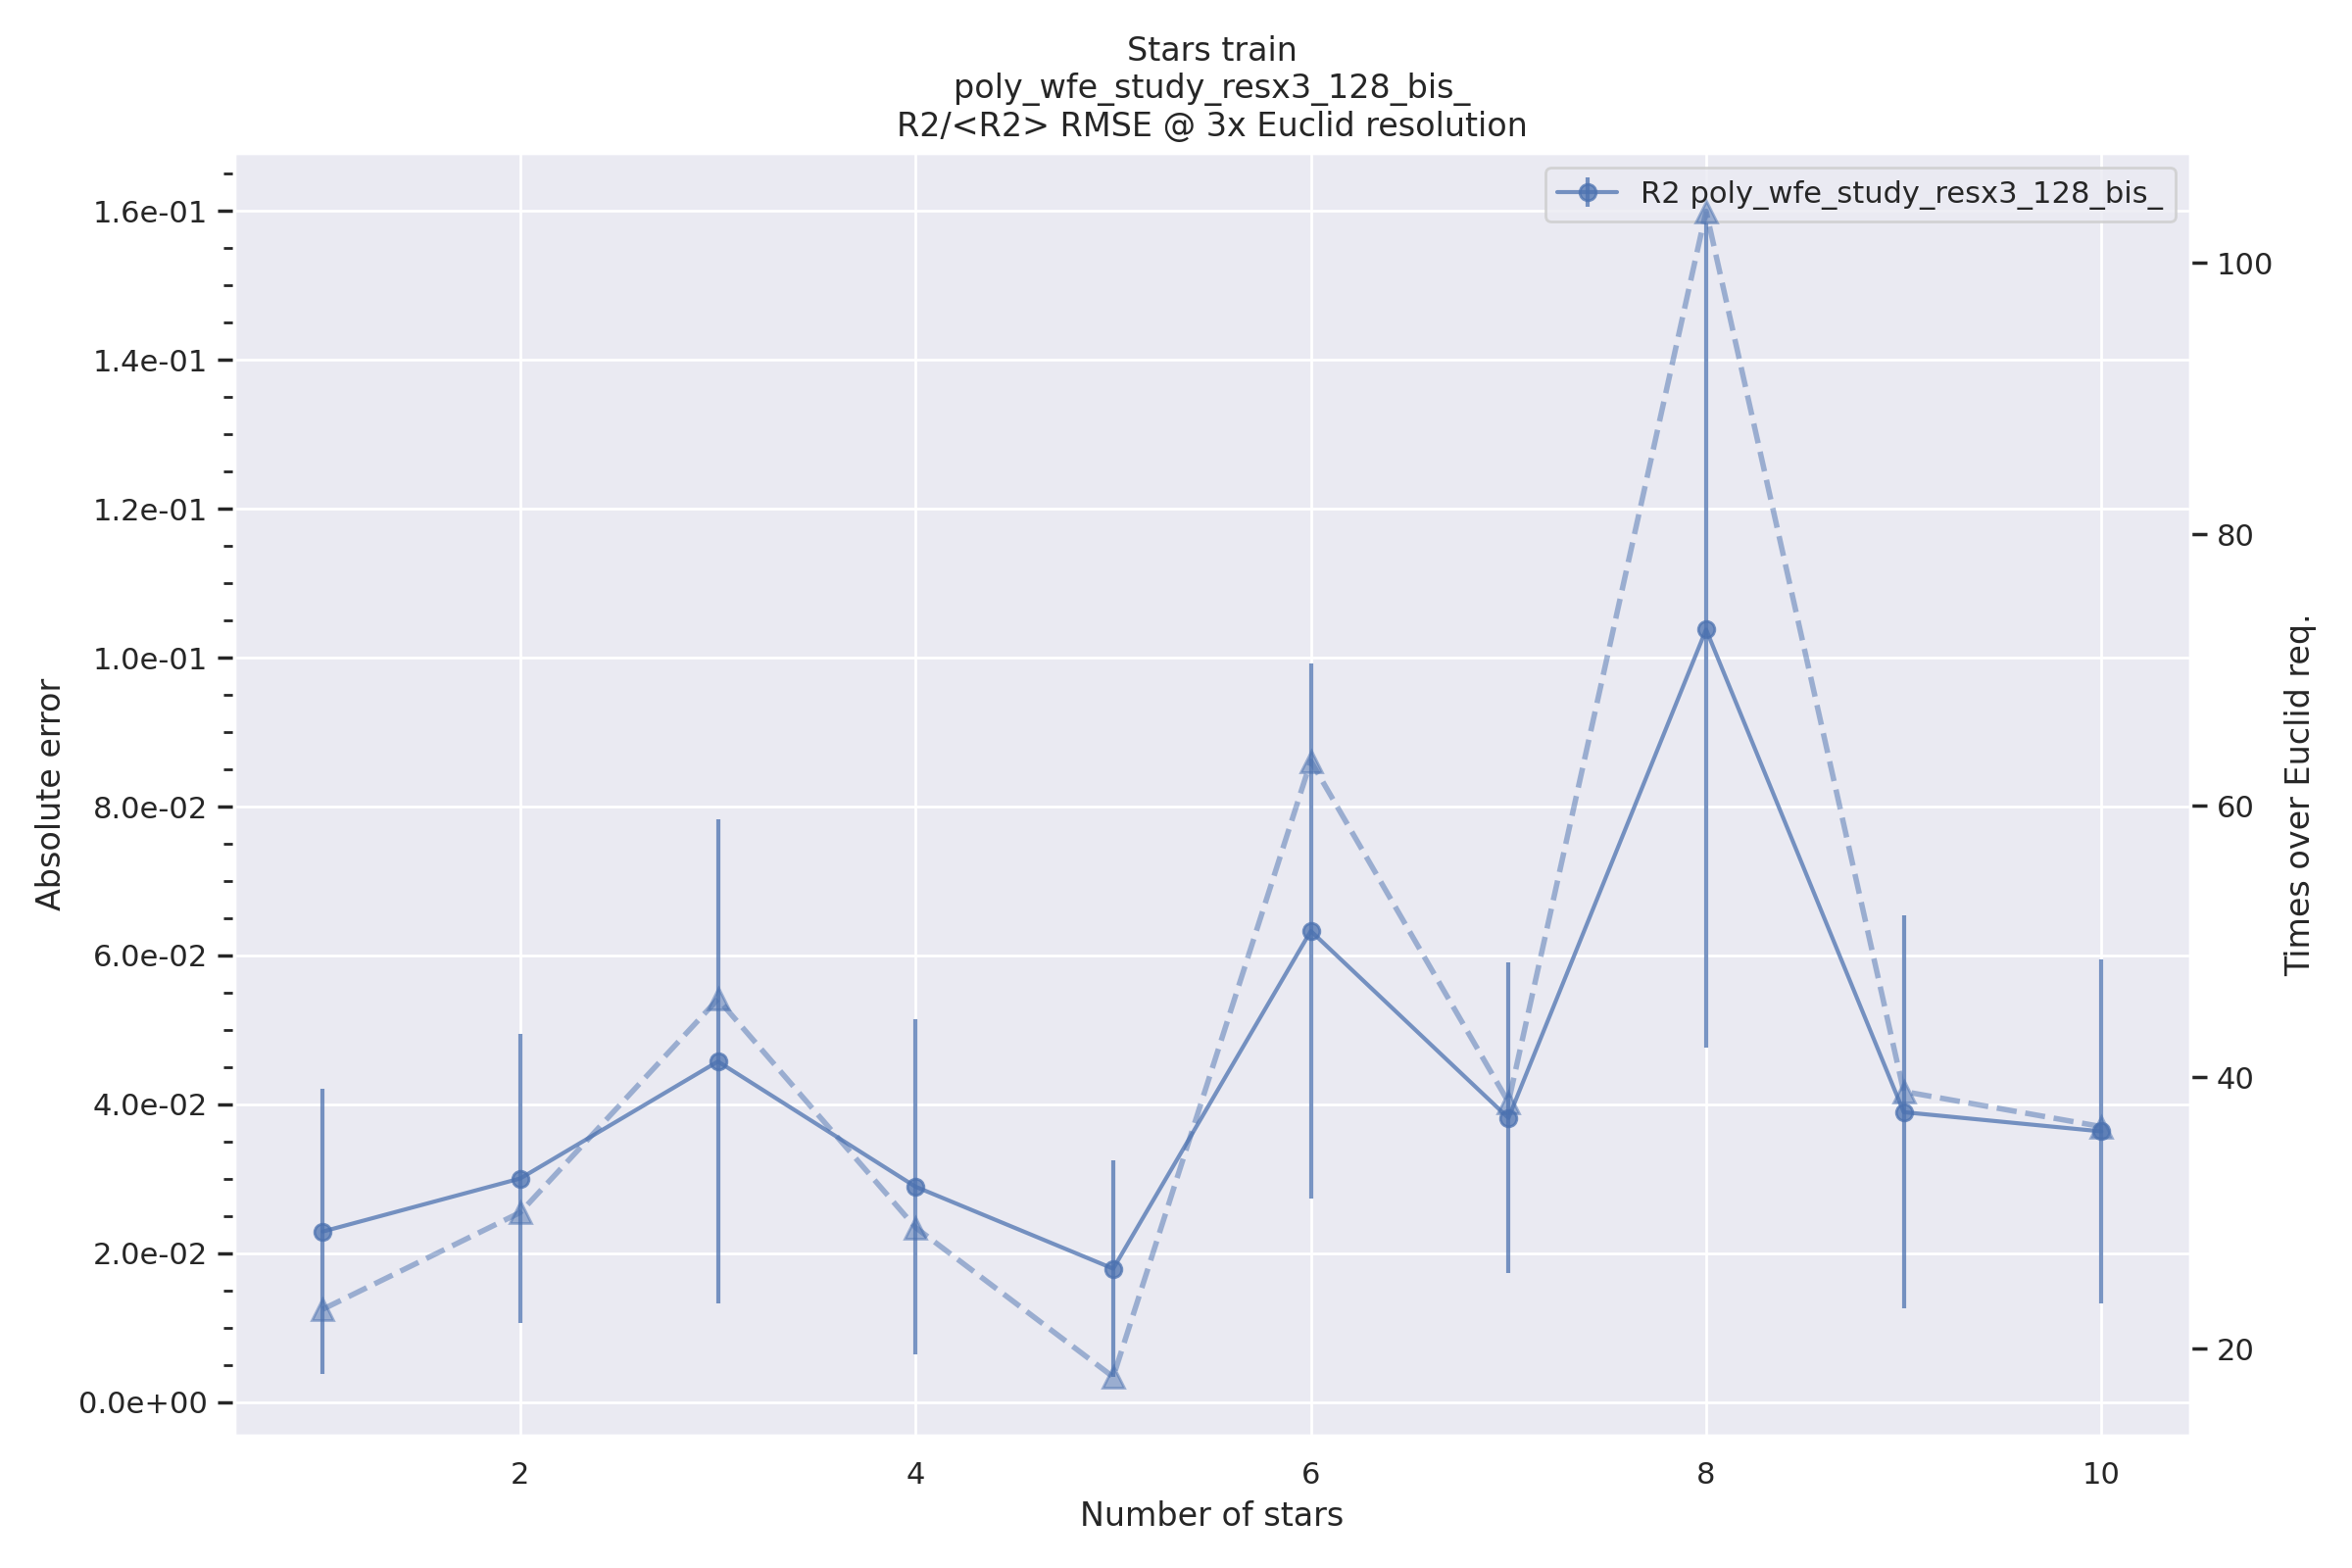 Stars train
poly_wfe_study_resx3_128_bis_
R2/<R2> RMSE @ 3x Euclid resolution
R2 poly_wfe_study_resx3_128_bis_
1.6e-01
1.4e-01
1.2e-01
1.0e-01
8.0e-02
6.0e-02
4.0e-02
2.0e-02
0.0e+00
Absolute error
100
80
60
40
20
Times over Euclid req.
2 4 6 8 10
Number of stars